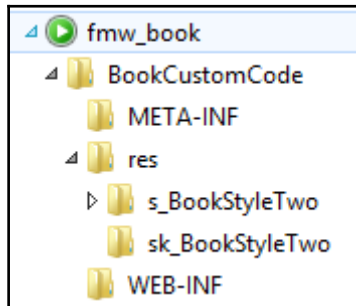 fmw_book
BookCustomCode
META-INF
res
s_BookStyleTwo
sk_BookStyleTwo
WEB-INF